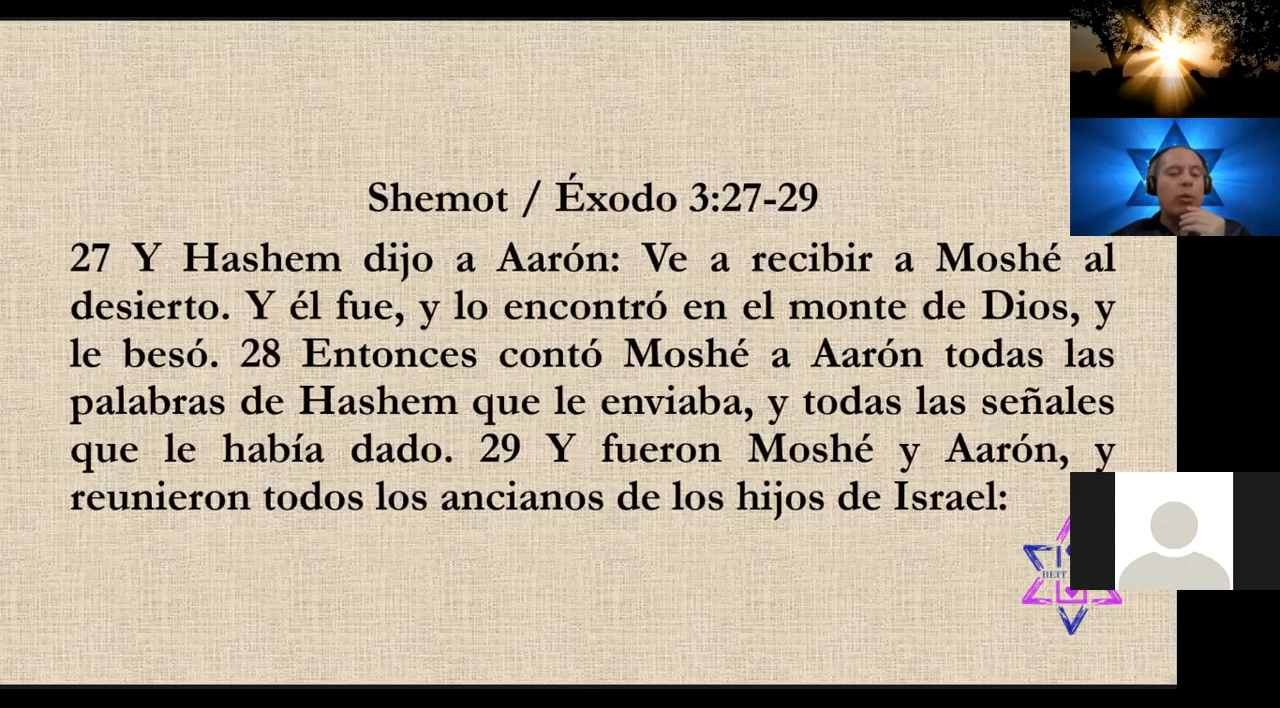 Shemot / Éxodo 3:27-29
27 Y Hashem dijo a Aarón: Ve a recibir a Moshé al
desierto. Y él fue, y lo encontró en el monte de Dios, y
le besó. 28 Entonces contó Moshé a Aarón todas las
palabras de Hashem que le enviaba, y todas las señales
que le había dado. 29 Y fueron Moshé y Aarón, y
reunieron todos los ancianos de los hijos de Israel:
BEIT